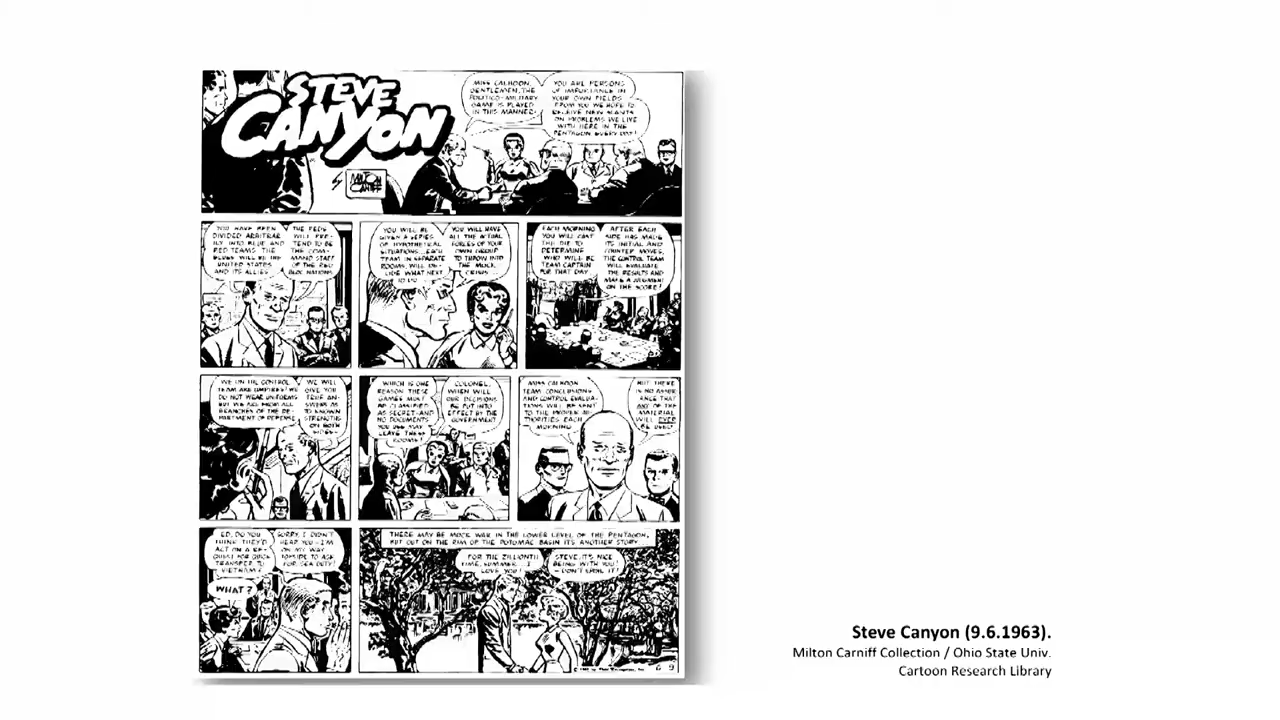 STEVE
CANYON
by
MILTON
CANIFF
MISS CALHOON,
GENTLEMEN, THE
POLITICO-MILITARY
GAME IS PLAYED
IN THIS MANNER:
YOU ARE PERSONS
OF IMPORTANCE IN
YOUR OWN FIELDS
FROM YOU WE HOPE TO
RECEIVE NEW SLANTS
ON PROBLEMS WE LIVE
WITH HERE IN THE
PENTAGON EVERY DAY!
YOU HAVE BEEN
DIVIDED ARBITRAR-
ILY INTO BLUE AND
RED TEAMS. THE
BLUES WILL BE THE
UNITED STATES
AND ITS ALLIES.
THE REDS
WILL PRE-
TEND TO BE
THE COM-
MAND STAFF
OF THE RED
BLOC NATIONS
YOU WILL BE
GIVEN A SERIES
OF HYPOTHETICAL
SITUATIONS. EACH
TEAM IN SEPARATE
ROOMS, WILL DE-
CIDE WHAT NEXT
TO DO
YOU WILL HAVE
ALL THE ACTUAL
FORCES OF YOUR
OWN GROUP
TO THROW INTO
THE MOCK
CRISIS
EACH MORNING
YOU WILL CAST
THE DIE TO
DETERMINE
WHO WILL BE
TEAM CAPTAIN
FOR THAT DAY
AFTER EACH
SIDE HAS MADE
ITS INITIAL AND
COUNTER MOVES,
THE CONTROL TEAM
WILL EVALUATE
THE RESULTS AND
MAKE A JUDGMENT
ON THE SCORE!
WE ON THE CONTROL
TEAM ARE UMPIRES! WE
DO NOT WEAR UNIFORMS
BUT WE ARE FROM ALL
BRANCHES OF THE DE-
PARTMENT OF DEFENSE
WE WILL
GIVE YOU
TRUE AN-
SWERS AS
TO KNOWN
STRENGTHS
ON BOTH
SIDES-
WHICH IS ONE
REASON THESE
GAMES MUST
BE CLASSIFIED
AS SECRET-AND
NO DOCUMENTS
YOU USE MAY
LEAVE THESE
ROOMS!
COLONEL,
WHEN WILL
OUR DECISIONS
BE PUT INTO
EFFECT BY THE
GOVERNMENT?
MISS CALHOON
TEAM CONCLUSIONS
AND CONTROL EVALUA-
TIONS WILL BE SENT
TO THE PROPER AU-
THORITIES EACH
MORNING
BUT THERE
IS NO ASSUR-
ANCE THAT
ANY OF THE
MATERIAL
WILL EVER
BE USED!
ED, DO YOU
THINK THEY'D
ACT ON A RE-
QUEST FOR QUICK
TRANSFER TO
VIETNAM?
SORRY, I DIDN'T
HEAR YOU-I'M
ON MY WAY
TOPSIDE TO ASK
FOR SEA DUTY!
WHAT?
THERE MAY BE MOCK WAR IN THE LOWER LEVEL OF THE PENTAGON,
BUT OUT ON THE RIM OF THE POTOMAC BASIN IT'S ANOTHER STORY
FOR THE ZILLIONTH
TIME, SUMMER... I
LOVE YOU!
STEVE, IT'S NICE
BEING WITH YOU!
-DON'T SPOIL IT!
6 9
Steve Canyon (9.6.1963).
Milton Carniff Collection / Ohio State Univ.
Cartoon Research Library